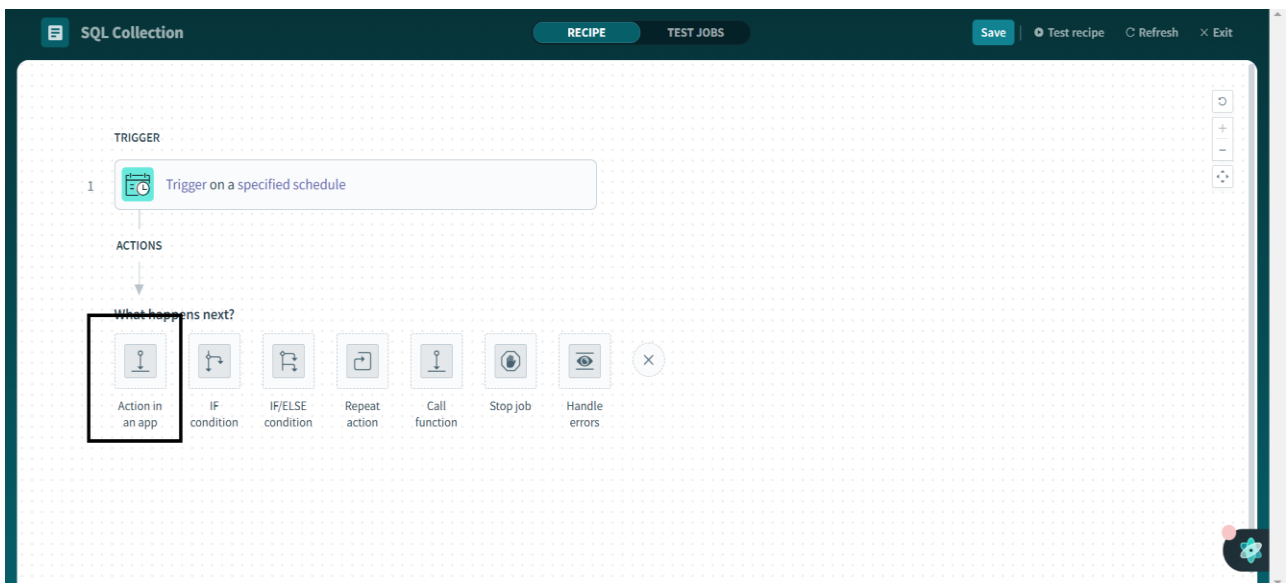 SQL Collection
RECIPE
TEST JOBS
Save
Test recipe
Refresh
Exit
TRIGGER
1
Trigger on a specified schedule
ACTIONS
What happens next?
Action in
an app
IF
condition
IF/ELSE
condition
Repeat
action
Call
function
Stop job
Handle
errors